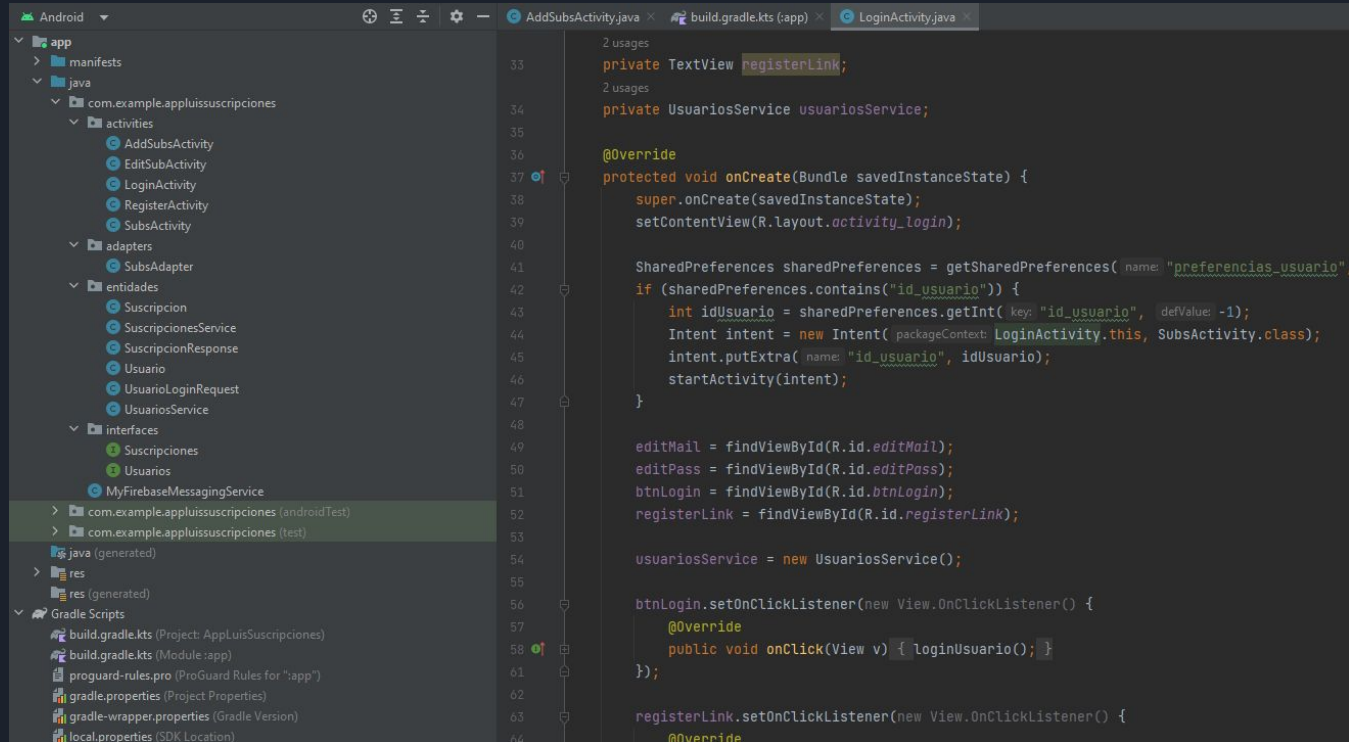 Android
AddSubsActivity.java
build.gradle.kts (:app)
LoginActivity.java
app
manifests
java
com.example.appluissuscripciones
activities
AddSubsActivity
EditSubActivity
LoginActivity
RegisterActivity
SubsActivity
adapters
SubsAdapter
entidades
Suscripcion
SuscripcionesService
SuscripcionResponse
Usuario
UsuarioLoginRequest
UsuariosService
interfaces
Suscripciones
Usuarios
MyFirebaseMessagingService
com.example.appluissuscripciones (androidTest)
com.example.appluissuscripciones (test)
java (generated)
res
res (generated)
Gradle Scripts
build.gradle.kts (Project: AppLuisSuscripciones)
build.gradle.kts (Module :app)
proguard-rules.pro (ProGuard Rules for ":app")
gradle.properties (Project Properties)
gradle-wrapper.properties (Gradle Version)
local.properties (SDK Location)
2 usages
33 private TextView registerLink;
2 usages
34 private UsuariosService usuariosService;
35
36 @Override
37 protected void onCreate(Bundle savedInstanceState) {
38 super.onCreate(savedInstanceState);
39 setContentView(R.layout.activity_login);
40
41 SharedPreferences sharedPreferences = getSharedPreferences( name: "preferencias_usuario",
42 if (sharedPreferences.contains("id_usuario")) {
43 int idUsuario = sharedPreferences.getInt( key: "id_usuario", defValue: -1);
44 Intent intent = new Intent( packageContext: LoginActivity.this, SubsActivity.class);
45 intent.putExtra( name: "id_usuario", idUsuario);
46 startActivity(intent);
47 }
48
49 editMail = findViewById(R.id.editMail);
50 editPass = findViewById(R.id.editPass);
51 btnLogin = findViewById(R.id.btnLogin);
52 registerLink = findViewById(R.id.registerLink);
53
54 usuariosService = new UsuariosService();
55
56 btnLogin.setOnClickListener(new View.OnClickListener() {
57 @Override
58 public void onClick(View v) { loginUsuario(); }
61 });
62
63 registerLink.setOnClickListener(new View.OnClickListener() {
64 @Override